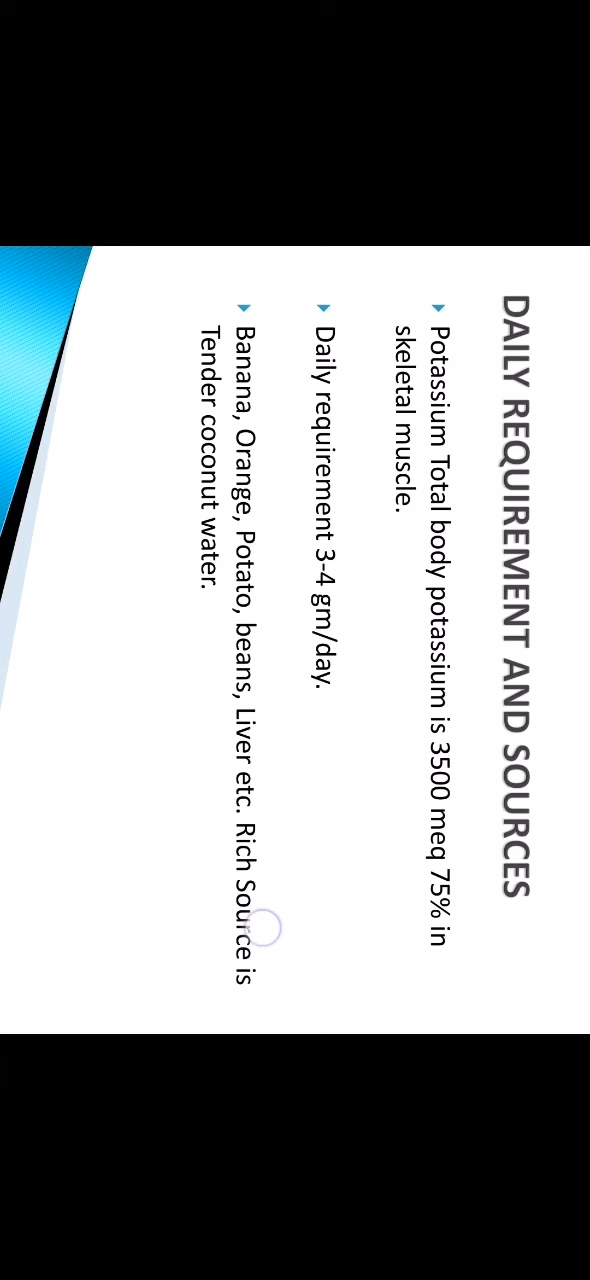 DAILY REQUIREMENT AND SOURCES
Potassium Total body potassium is 3500 meq 75% in
skeletal muscle.
Daily requirement 3-4 gm/day.
Banana, Orange, Potato, beans, Liver etc. Rich Source is
Tender coconut water.